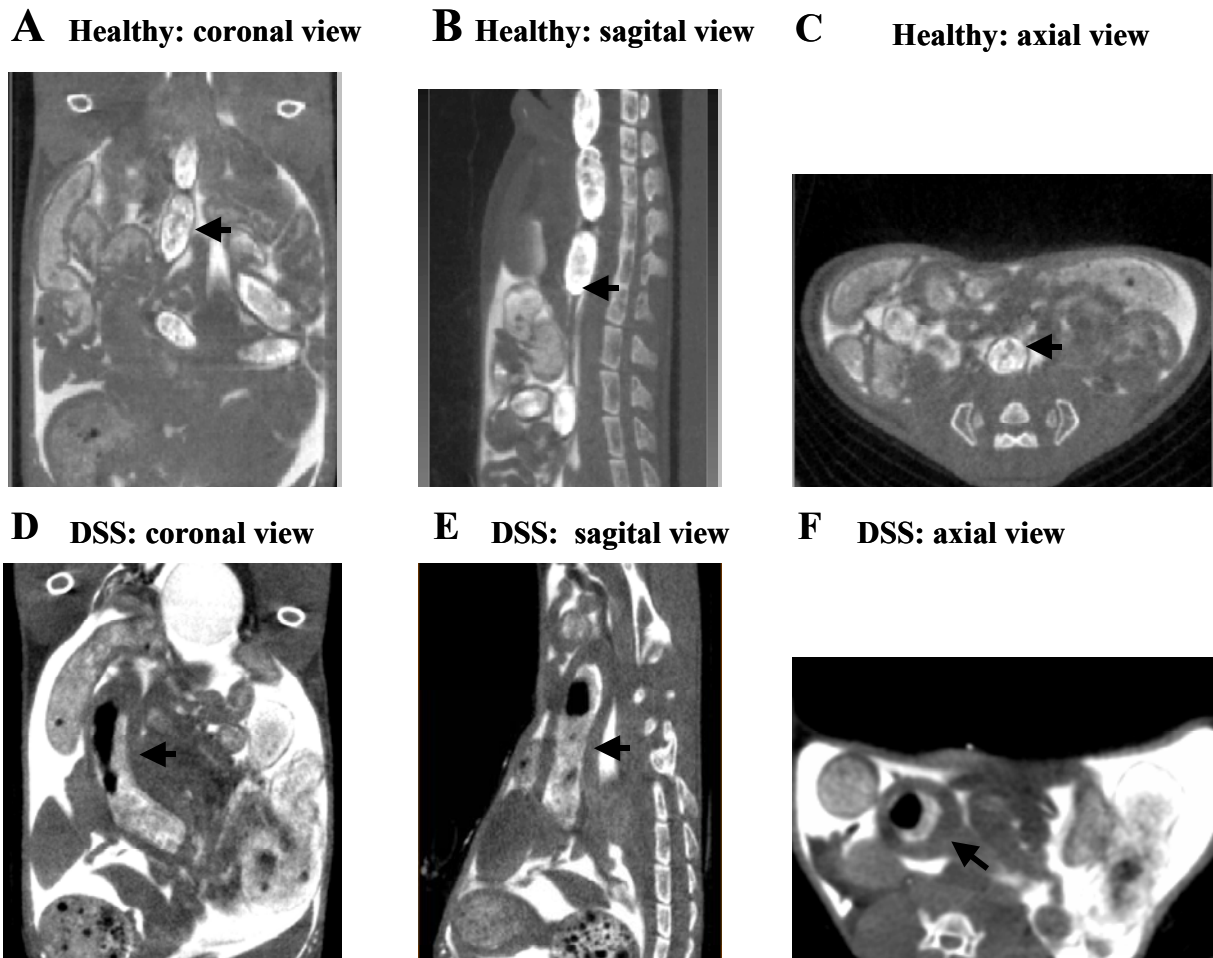 A Healthy: coronal view
B Healthy: sagital view
C Healthy: axial view
D DSS: coronal view
E DSS: sagital view
F DSS: axial view